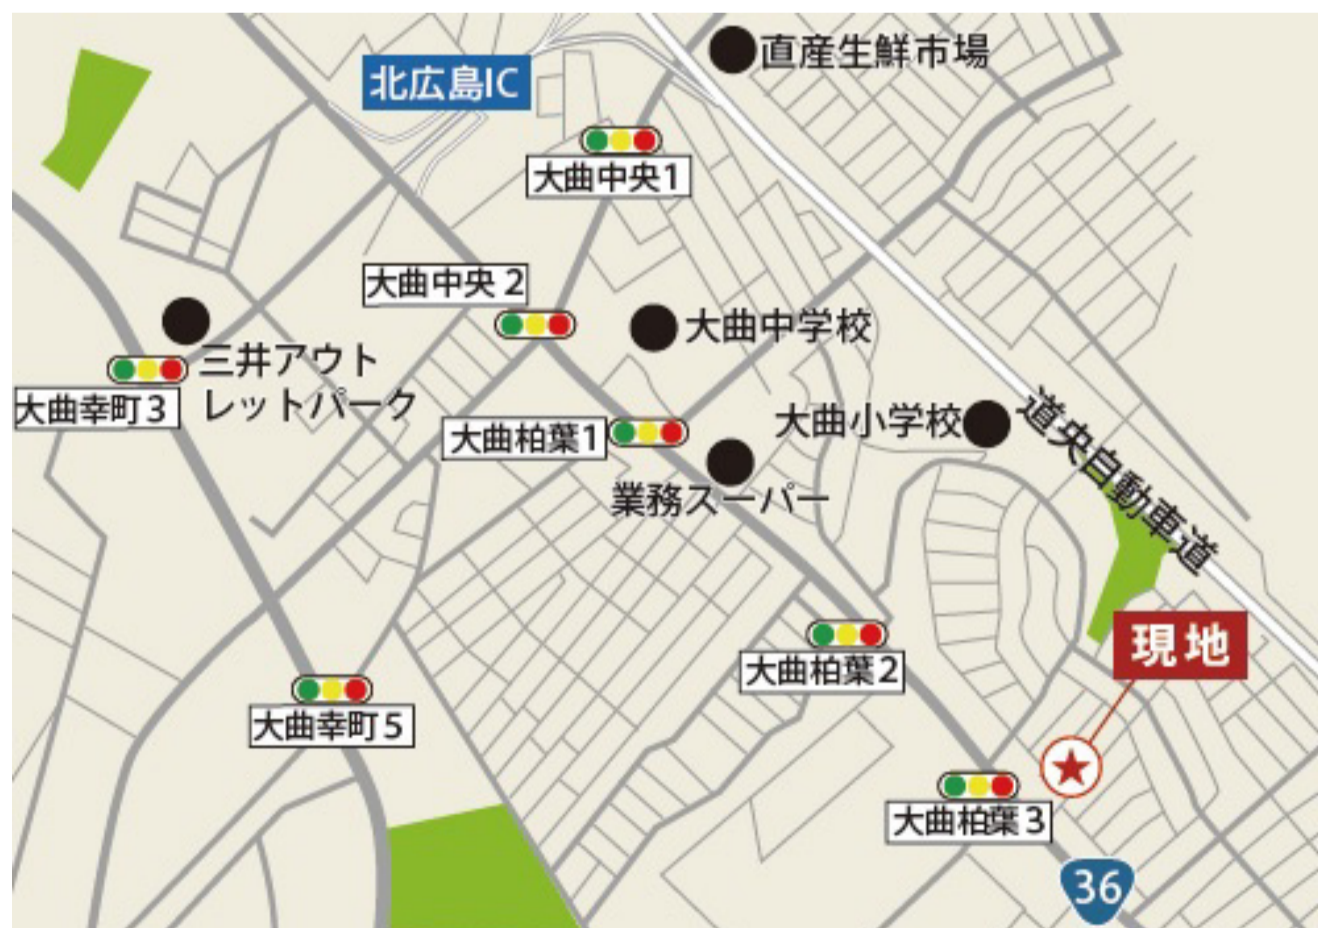 直産生鮮市場
北広島IC
大曲中央1
大曲中央2
大曲中学校
三井アウト
レットパーク
大曲幸町3
大曲柏葉1
大曲小学校
業務スーパー
道央自動車道
現地
大曲柏葉2
大曲幸町5
大曲柏葉3
36